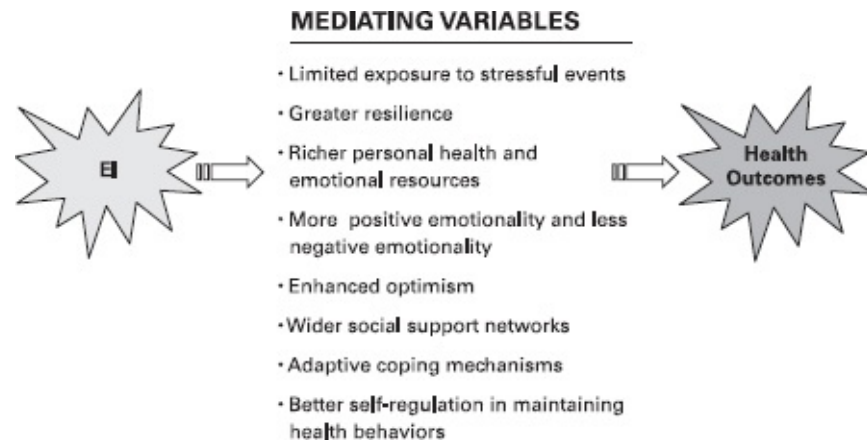 MEDIATING VARIABLES
• Limited exposure to stressful events
• Greater resilience
• Richer personal health and
emotional resources
• More positive emotionality and less
negative emotionality
• Enhanced optimism
• Wider social support networks
• Adaptive coping mechanisms
• Better self-regulation in maintaining
health behaviors
EI
Health
Outcomes